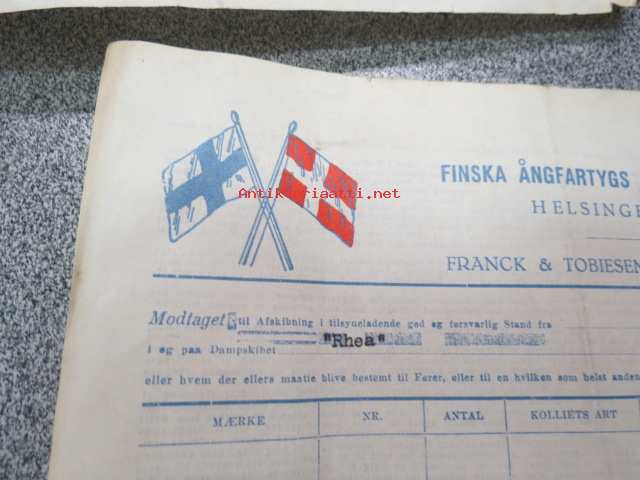 FINSKA ÅNGFARTYGS
HELSINGF
FRANCK & TOBIESEN
Antikvariaatti.net
Modtaget til Afskibning i tilsyneladende god og forsvarlig Stand fra
"Rhea"
i og paa Dampskibet
eller hvem der ellers maatte blive bestemt til Fører, eller til en hvilken som helst anden
MÆRKE NR. ANTAL KOLLIETS ART